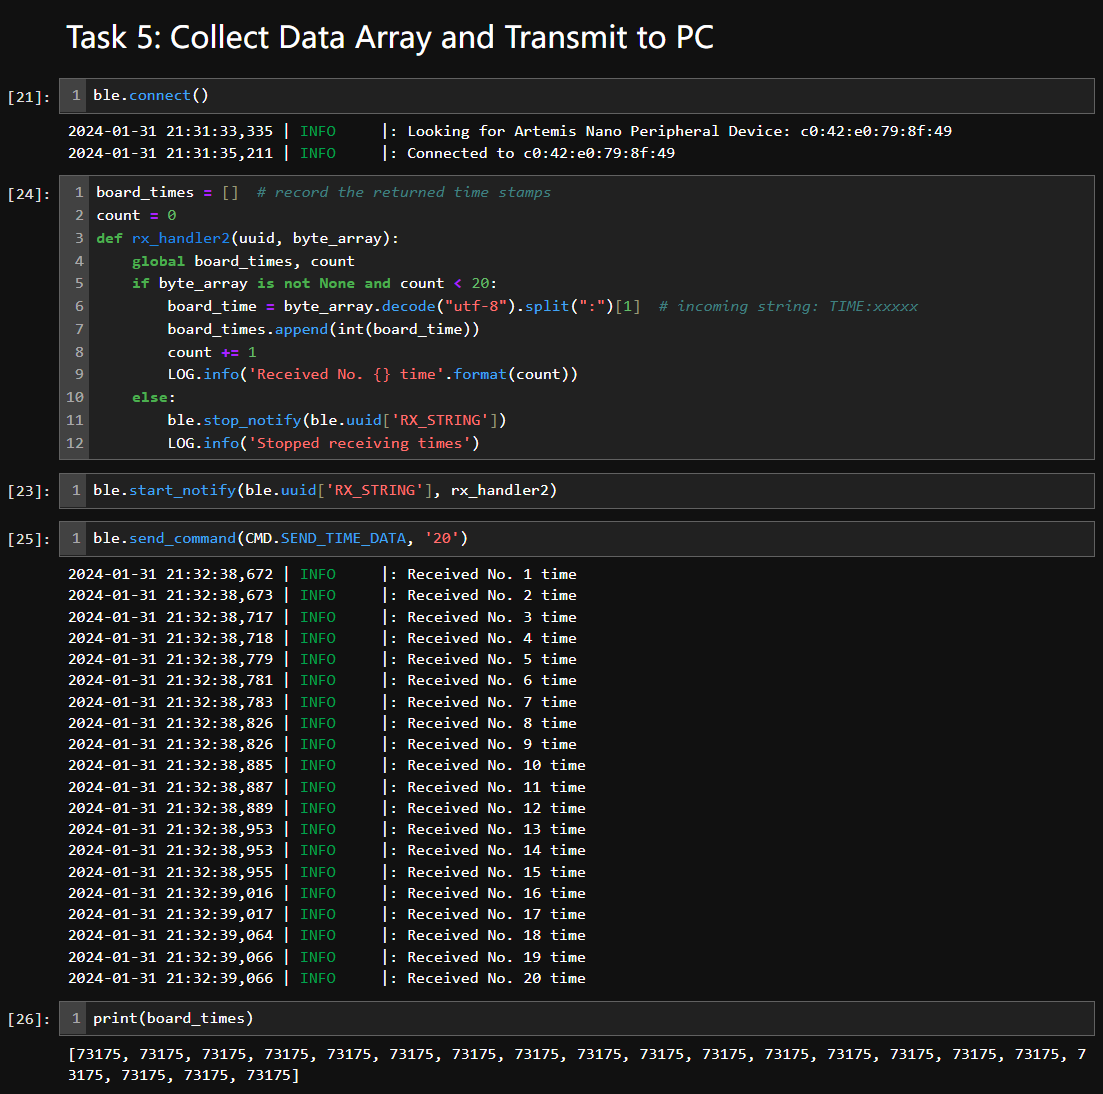 Task 5: Collect Data Array and Transmit to PC
[21]: 1 ble.connect()
2024-01-31 21:31:33,335 | INFO     |: Looking for Artemis Nano Peripheral Device: c0:42:e0:79:8f:49
2024-01-31 21:31:35,211 | INFO     |: Connected to c0:42:e0:79:8f:49
[24]: 1 board_times = []  # record the returned time stamps
2 count = 0
3 def rx_handler2(uuid, byte_array):
4     global board_times, count
5     if byte_array is not None and count < 20:
6         board_time = byte_array.decode("utf-8").split(":")[1]  # incoming string: TIME:xxxxx
7         board_times.append(int(board_time))
8         count += 1
9         LOG.info('Received No. {} time'.format(count))
10     else:
11         ble.stop_notify(ble.uuid['RX_STRING'])
12         LOG.info('Stopped receiving times')
[23]: 1 ble.start_notify(ble.uuid['RX_STRING'], rx_handler2)
[25]: 1 ble.send_command(CMD.SEND_TIME_DATA, '20')
2024-01-31 21:32:38,672 | INFO     |: Received No. 1 time
2024-01-31 21:32:38,673 | INFO     |: Received No. 2 time
2024-01-31 21:32:38,717 | INFO     |: Received No. 3 time
2024-01-31 21:32:38,718 | INFO     |: Received No. 4 time
2024-01-31 21:32:38,779 | INFO     |: Received No. 5 time
2024-01-31 21:32:38,781 | INFO     |: Received No. 6 time
2024-01-31 21:32:38,783 | INFO     |: Received No. 7 time
2024-01-31 21:32:38,826 | INFO     |: Received No. 8 time
2024-01-31 21:32:38,826 | INFO     |: Received No. 9 time
2024-01-31 21:32:38,885 | INFO     |: Received No. 10 time
2024-01-31 21:32:38,887 | INFO     |: Received No. 11 time
2024-01-31 21:32:38,889 | INFO     |: Received No. 12 time
2024-01-31 21:32:38,953 | INFO     |: Received No. 13 time
2024-01-31 21:32:38,953 | INFO     |: Received No. 14 time
2024-01-31 21:32:38,955 | INFO     |: Received No. 15 time
2024-01-31 21:32:39,016 | INFO     |: Received No. 16 time
2024-01-31 21:32:39,017 | INFO     |: Received No. 17 time
2024-01-31 21:32:39,064 | INFO     |: Received No. 18 time
2024-01-31 21:32:39,066 | INFO     |: Received No. 19 time
2024-01-31 21:32:39,066 | INFO     |: Received No. 20 time
[26]: 1 print(board_times)
[73175, 73175, 73175, 73175, 73175, 73175, 73175, 73175, 73175, 73175, 73175, 73175, 73175, 73175, 73175, 73175, 7
3175, 73175, 73175, 73175]